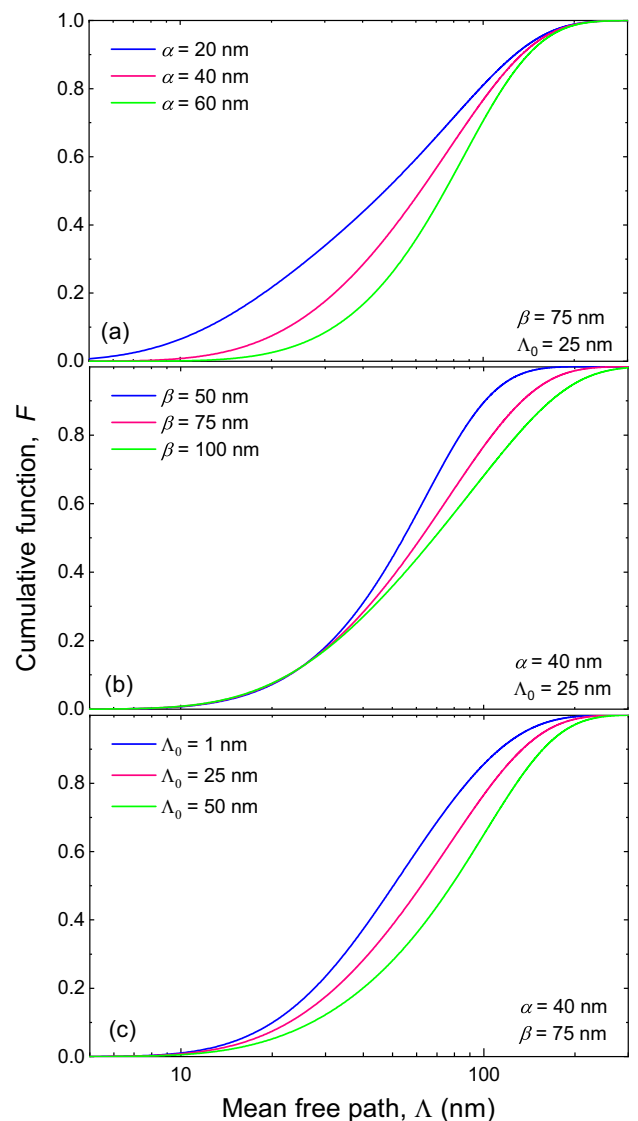 1.0
α = 20 nm
α = 40 nm
α = 60 nm
0.8
0.6
0.4
0.2
(a)
β = 75 nm
Λ0 = 25 nm
0.0
β = 50 nm
β = 75 nm
β = 100 nm
0.8
0.6
0.4
0.2
(b)
α = 40 nm
Λ0 = 25 nm
0.0
Λ0 = 1 nm
Λ0 = 25 nm
Λ0 = 50 nm
0.8
0.6
0.4
0.2
(c)
α = 40 nm
β = 75 nm
0.0
10
100
Cumulative function, F
Mean free path, Λ (nm)